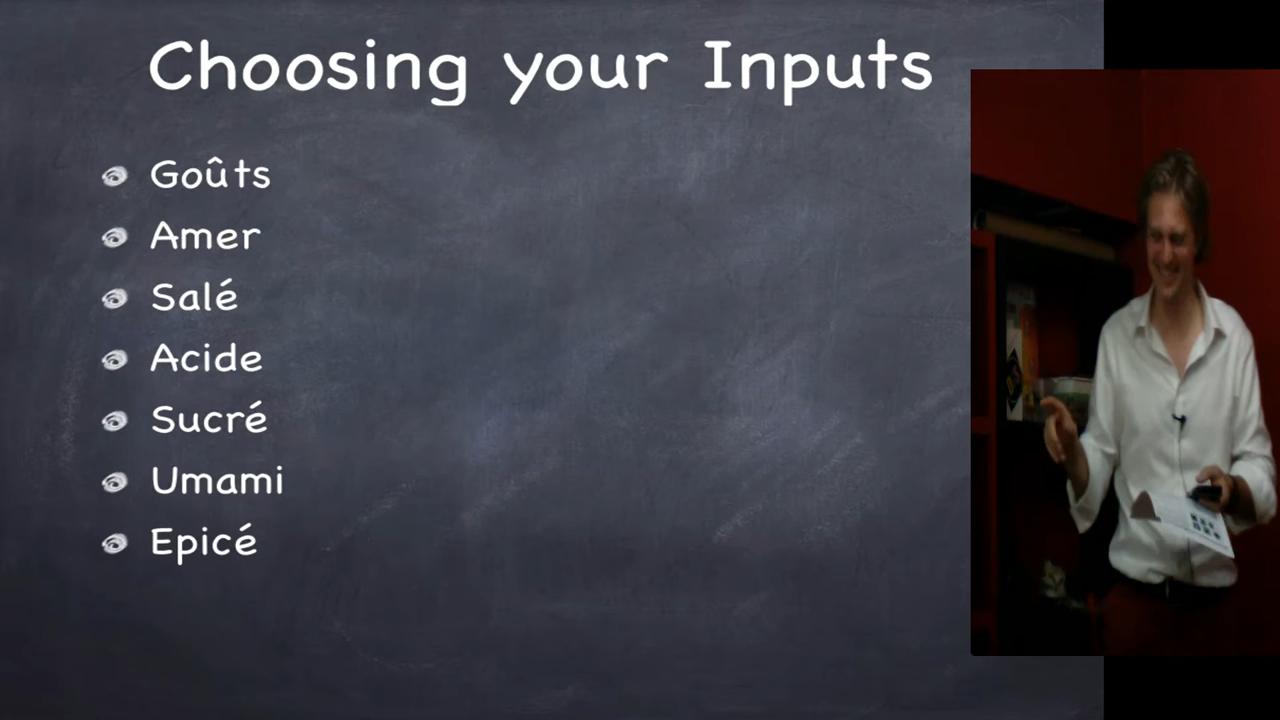 Choosing your Inputs
Goûts
Amer
Salé
Acide
Sucré
Umami
Epicé